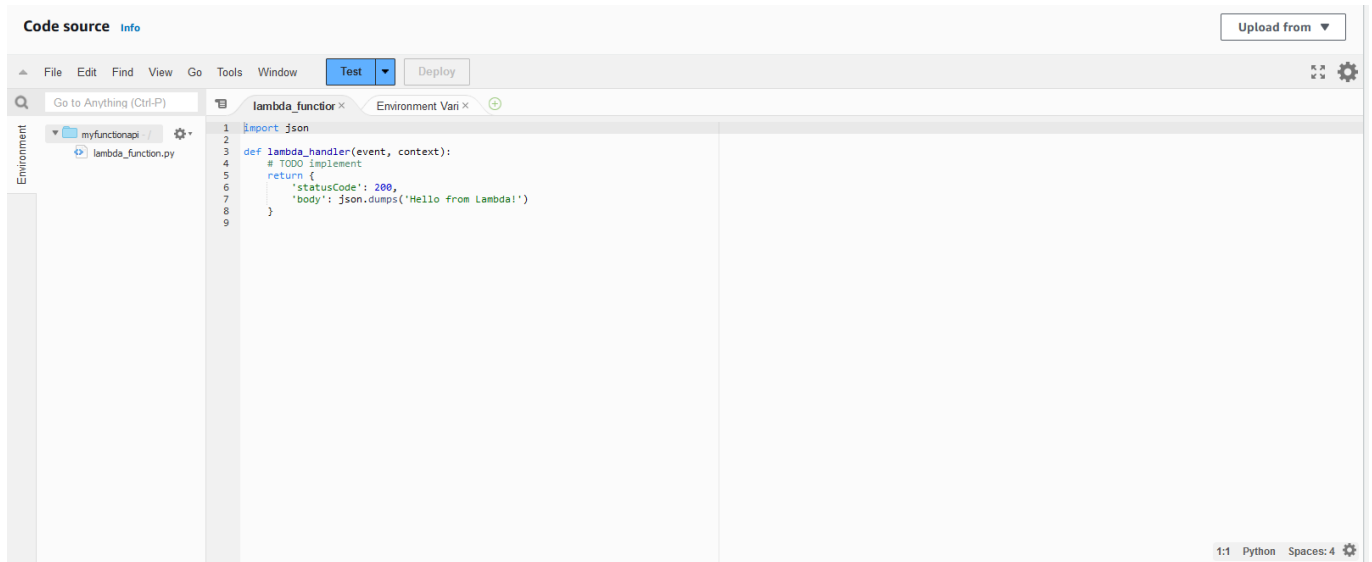 Code source Info
Upload from ▼
File Edit Find View Go Tools Window Test Deploy
Go to Anything (Ctrl-P)
lambda_function × Environment Vari ×
Environment
myfunctionapi - /
lambda_function.py
1 import json
2
3 def lambda_handler(event, context):
4     # TODO implement
5     return {
6         'statusCode': 200,
7         'body': json.dumps('Hello from Lambda!')
8     }
9
1:1 Python Spaces: 4